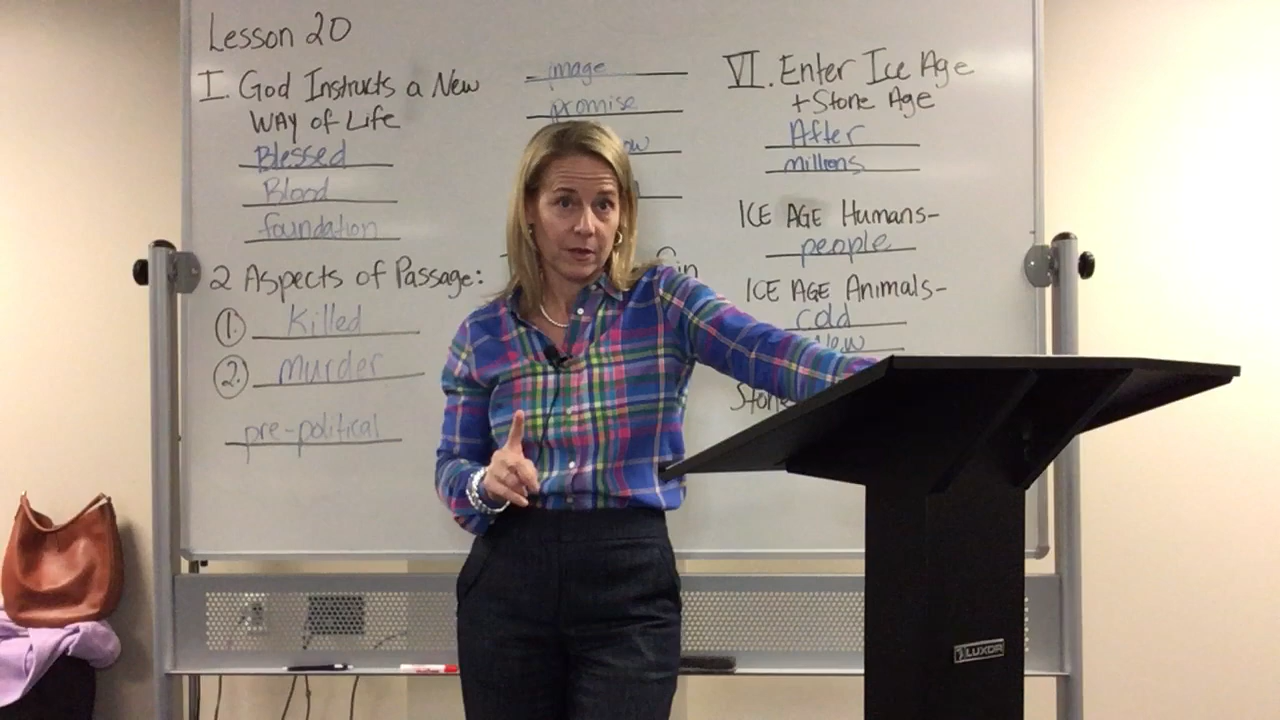 Lesson 20
I. God Instructs a New
WAY of Life
Blessed
Blood
foundation
2 Aspects of Passage:
1. Killed
2. Murder
pre-political
image
promise
VI. Enter Ice Age
+ Stone Age
After
millions
ICE AGE Humans-
people
ICE AGE Animals-
cold
Stone
LUXOR